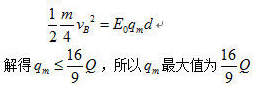 1/2 m/4 v_B² = E₀q_m d↵
解得 q_m ≤ 16/9 Q ，所以 q_m 最大值为 16/9 Q